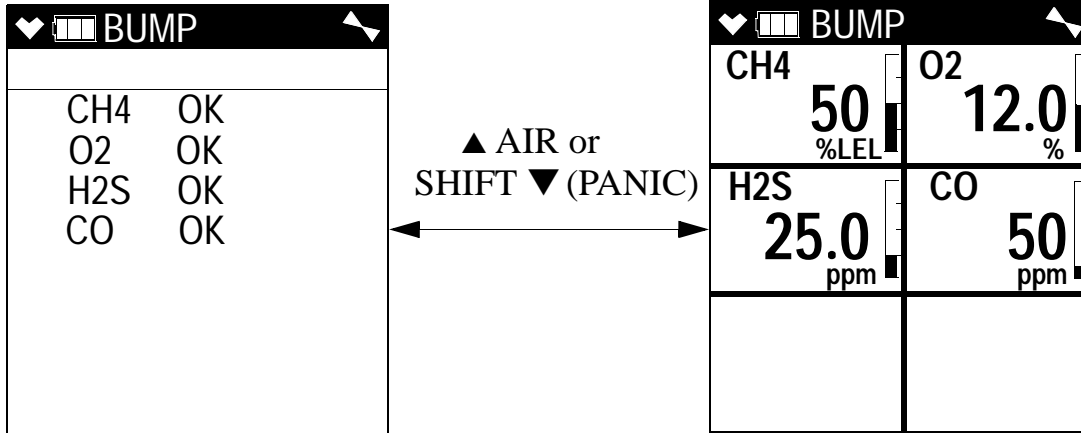 BUMP
CH4 OK
O2 OK
H2S OK
CO OK
▲ AIR or
SHIFT ▼ (PANIC)
BUMP
CH4
50
%LEL
O2
12.0
%
H2S
25.0
ppm
CO
50
ppm